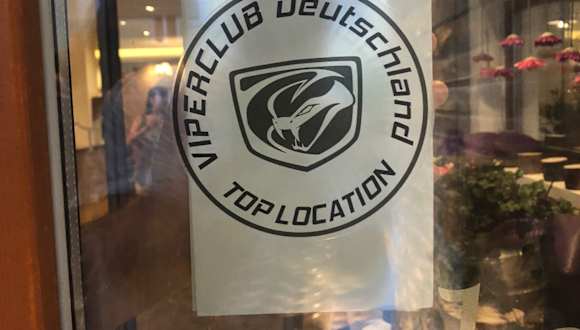 VIPERCLUB Deutschland
TOP LOCATION